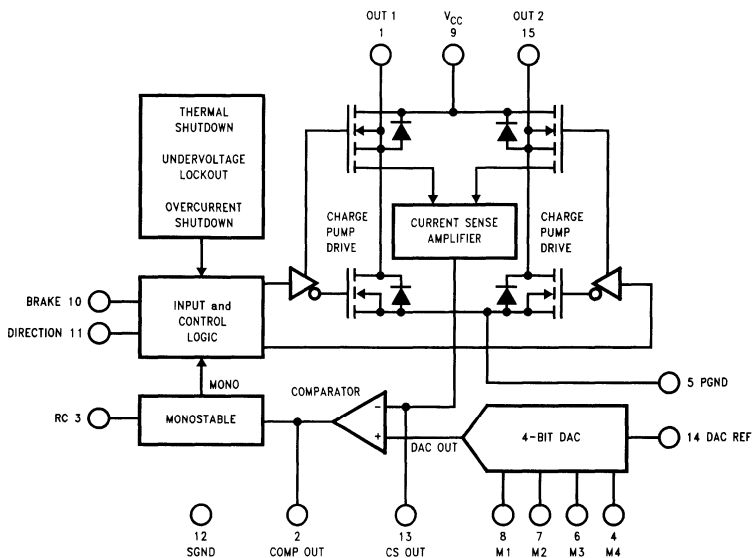 OUT 1
1
VCC
9
OUT 2
15
THERMAL
SHUTDOWN
UNDERVOLTAGE
LOCKOUT
OVERCURRENT
SHUTDOWN
CHARGE
PUMP
DRIVE
CURRENT SENSE
AMPLIFIER
CHARGE
PUMP
DRIVE
BRAKE 10
DIRECTION 11
INPUT and
CONTROL
LOGIC
MONO
5 PGND
RC 3
MONOSTABLE
COMPARATOR
-
+
DAC OUT
4-BIT DAC
14 DAC REF
12
SGND
2
COMP OUT
13
CS OUT
8
M1
7
M2
6
M3
4
M4